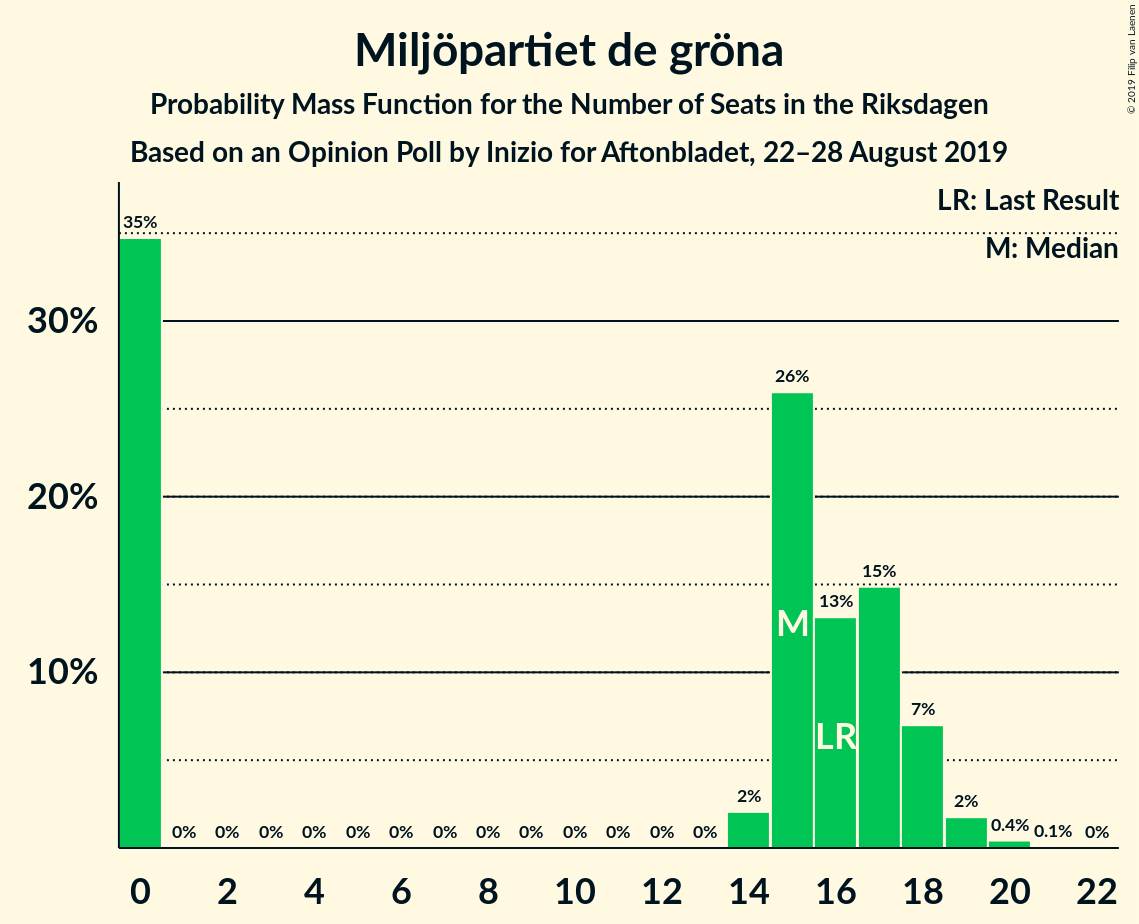 Miljöpartiet de gröna
Probability Mass Function for the Number of Seats in the Riksdagen
Based on an Opinion Poll by Inizio for Aftonbladet, 22–28 August 2019
© 2019 Filip van Laenen
LR: Last Result
M: Median
35%
30%
26%
20%
15%
13%
M
10%
7%
LR
2%
2%
0% 0% 0% 0% 0% 0% 0% 0% 0% 0% 0% 0% 0% 0.4% 0.1% 0%
0 2 4 6 8 10 12 14 16 18 20 22